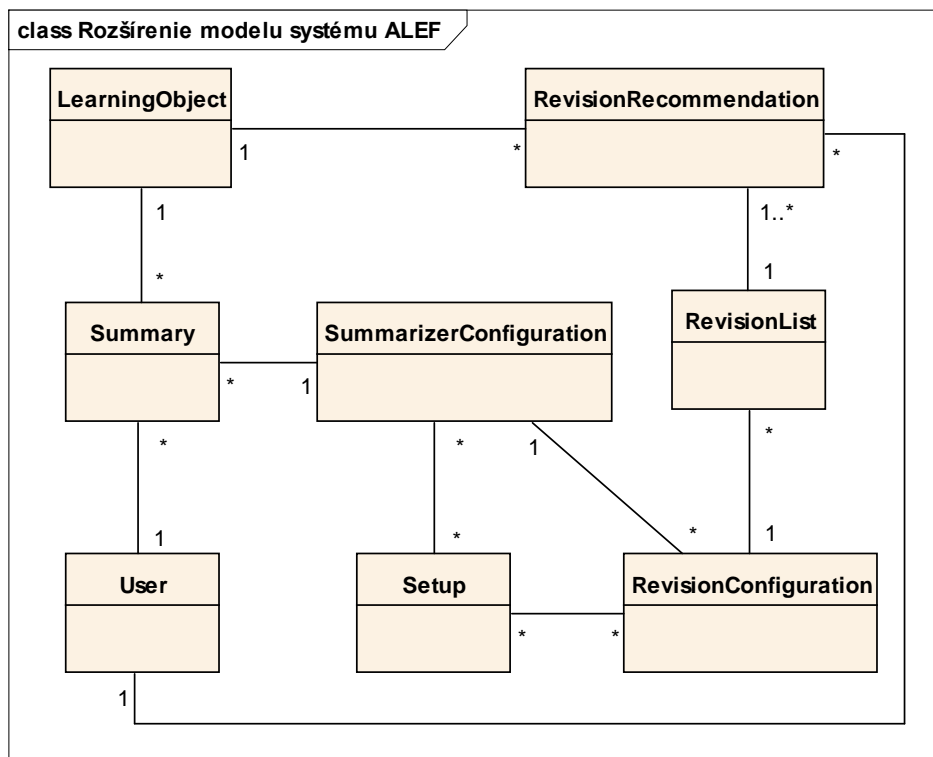 class Rozšírenie modelu systému ALEF
LearningObject
RevisionRecommendation
1
*
*
1
1..*
*
1
Summary
SummarizerConfiguration
RevisionList
*
1
*
*
1
*
*
*
1
1
User
Setup
RevisionConfiguration
*
*
1